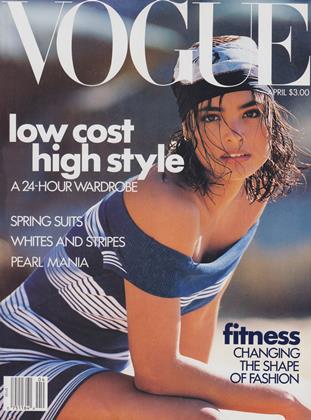 VOGUE
APRIL $3.00
low cost
high style
A 24-HOUR WARDROBE
SPRING SUITS
WHITES AND STRIPES
PEARL MANIA
fitness
CHANGING
THE SHAPE
OF FASHION
04